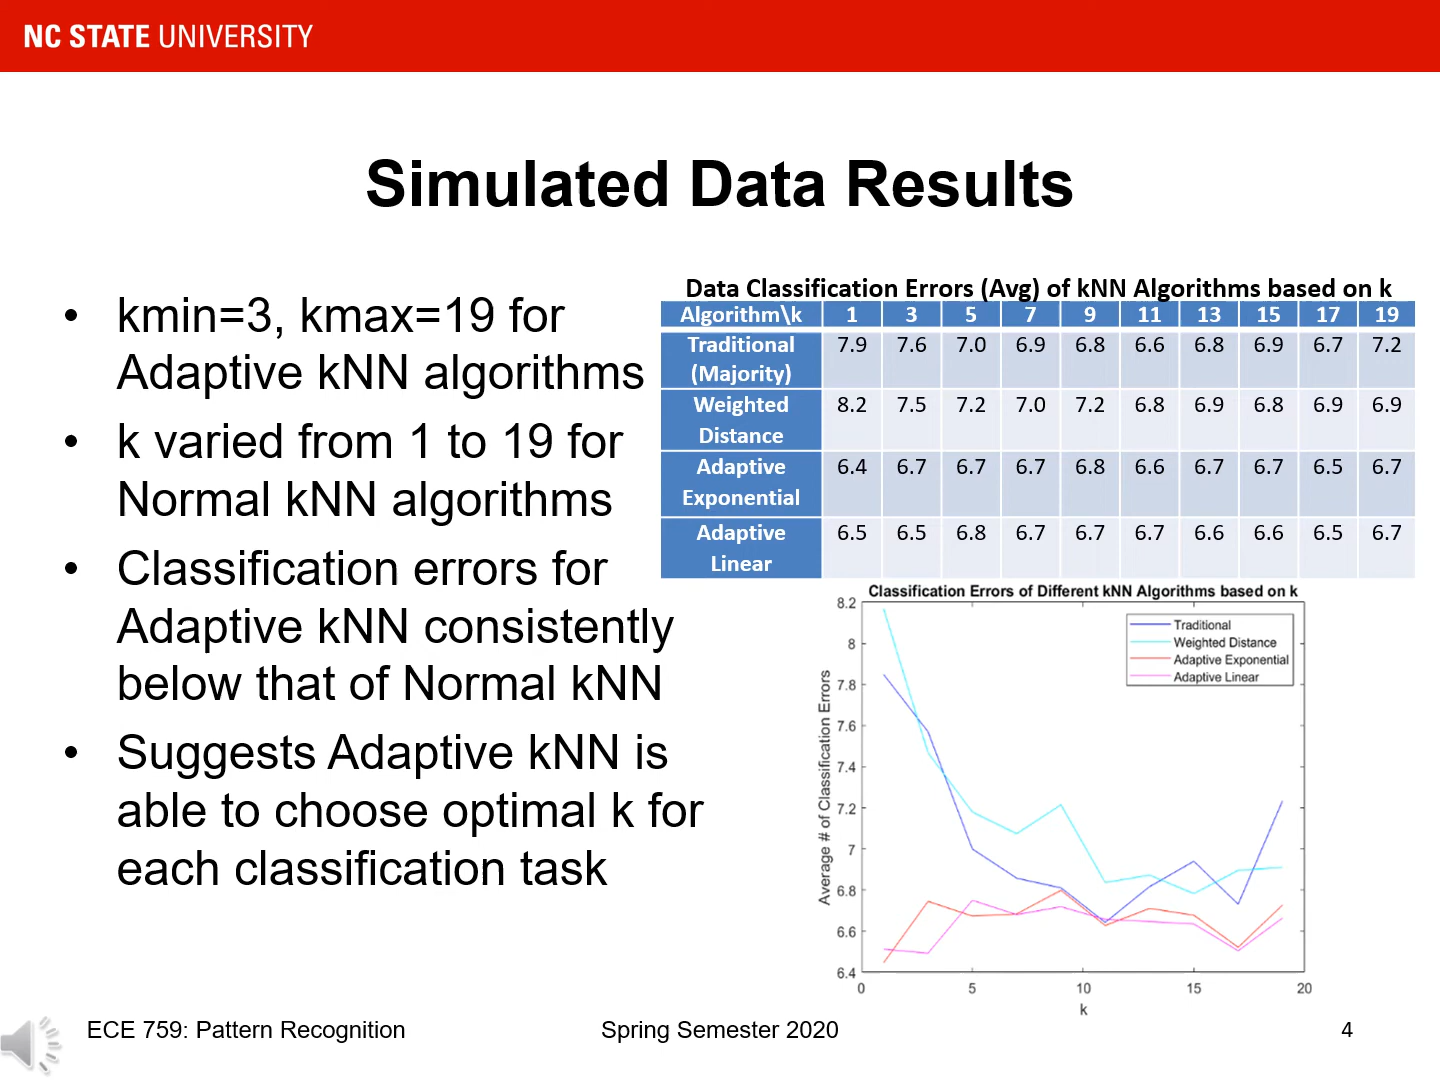 NC STATE UNIVERSITY
Simulated Data Results
• kmin=3, kmax=19 for
Adaptive kNN algorithms
• k varied from 1 to 19 for
Normal kNN algorithms
• Classification errors for
Adaptive kNN consistently
below that of Normal kNN
• Suggests Adaptive kNN is
able to choose optimal k for
each classification task
Data Classification Errors (Avg) of kNN Algorithms based on k
Algorithm\k 1 3 5 7 9 11 13 15 17 19
Traditional (Majority) 7.9 7.6 7.0 6.9 6.8 6.6 6.8 6.9 6.7 7.2
Weighted Distance 8.2 7.5 7.2 7.0 7.2 6.8 6.9 6.8 6.9 6.9
Adaptive Exponential 6.4 6.7 6.7 6.7 6.8 6.6 6.7 6.7 6.5 6.7
Adaptive Linear 6.5 6.5 6.8 6.7 6.7 6.7 6.6 6.6 6.5 6.7
Classification Errors of Different kNN Algorithms based on k
Traditional
Weighted Distance
Adaptive Exponential
Adaptive Linear
Average # of Classification Errors
8.2
8
7.8
7.6
7.4
7.2
7
6.8
6.6
6.4
0 5 10 15 20
k
ECE 759: Pattern Recognition
Spring Semester 2020
4